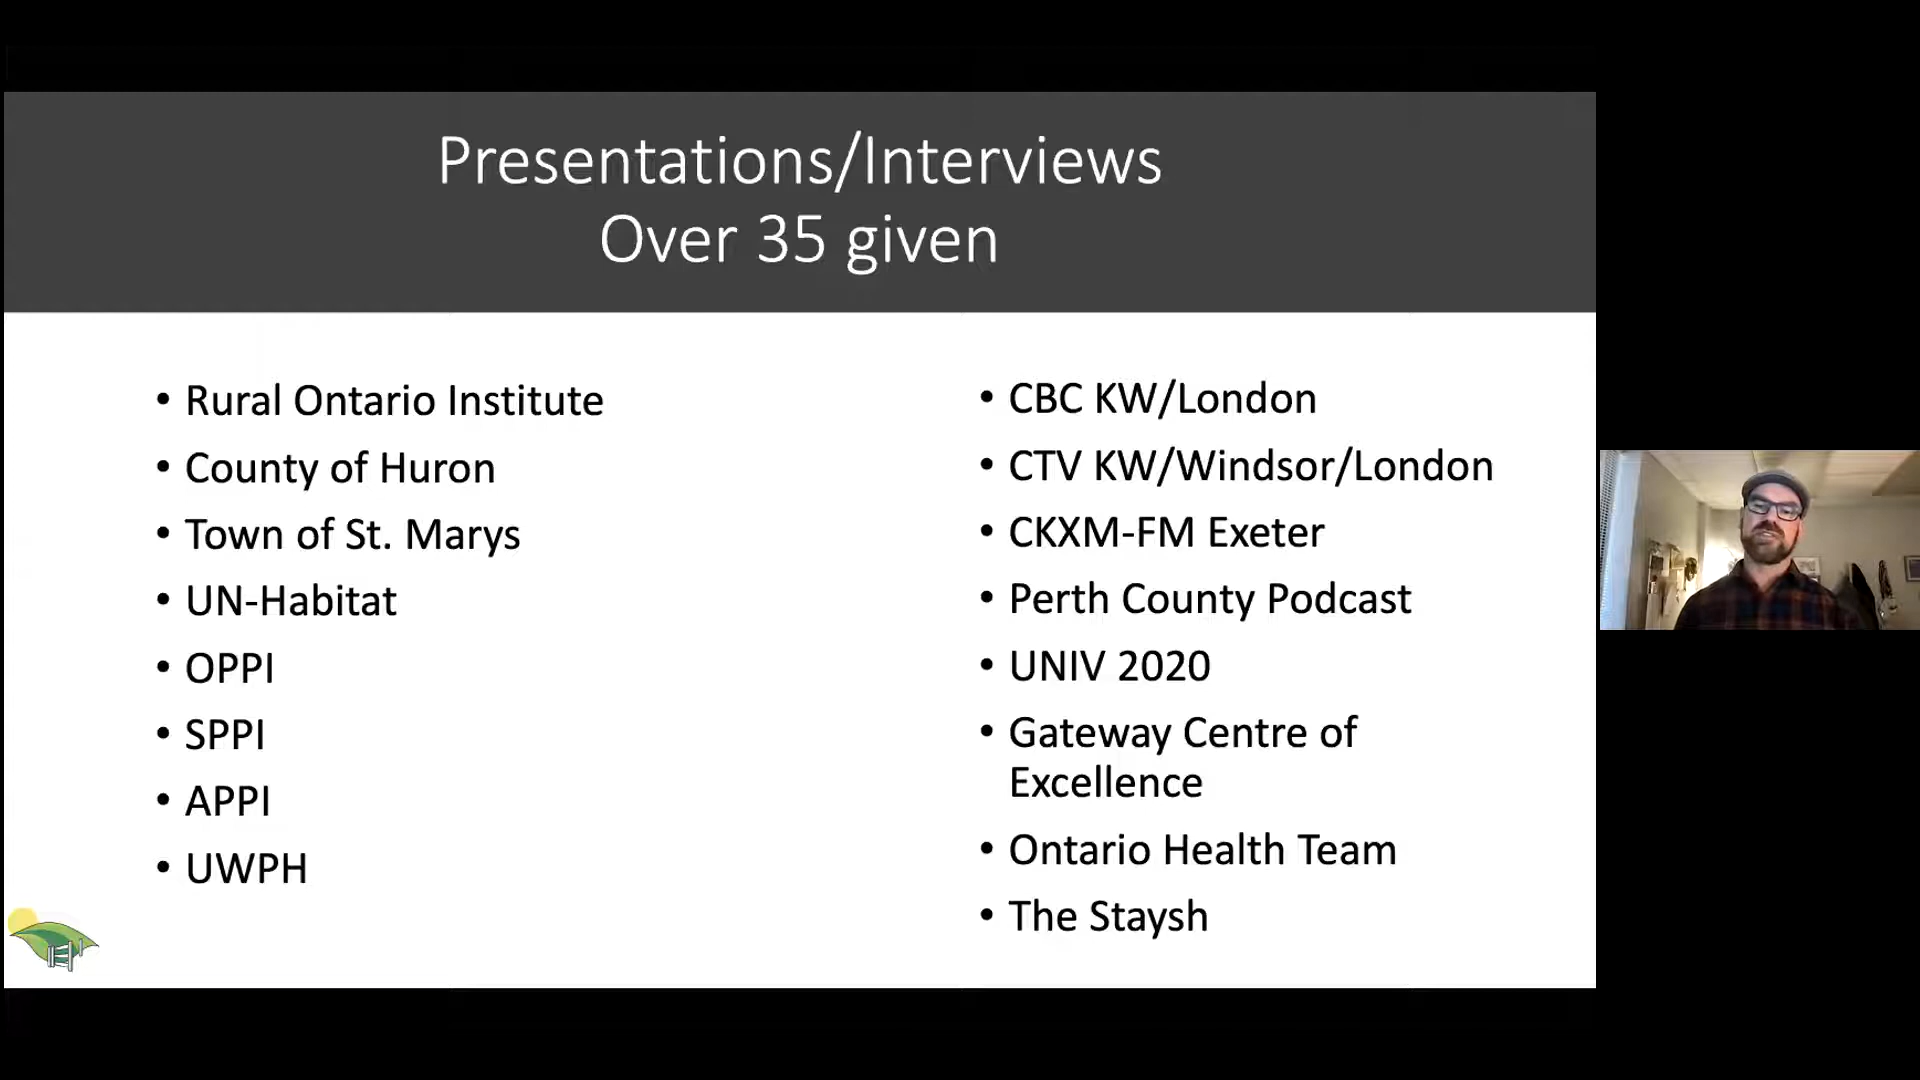 Presentations/Interviews
Over 35 given
• Rural Ontario Institute
• County of Huron
• Town of St. Marys
• UN-Habitat
• OPPI
• SPPI
• APPI
• UWPH
• CBC KW/London
• CTV KW/Windsor/London
• CKXM-FM Exeter
• Perth County Podcast
• UNIV 2020
• Gateway Centre of
Excellence
• Ontario Health Team
• The Staysh